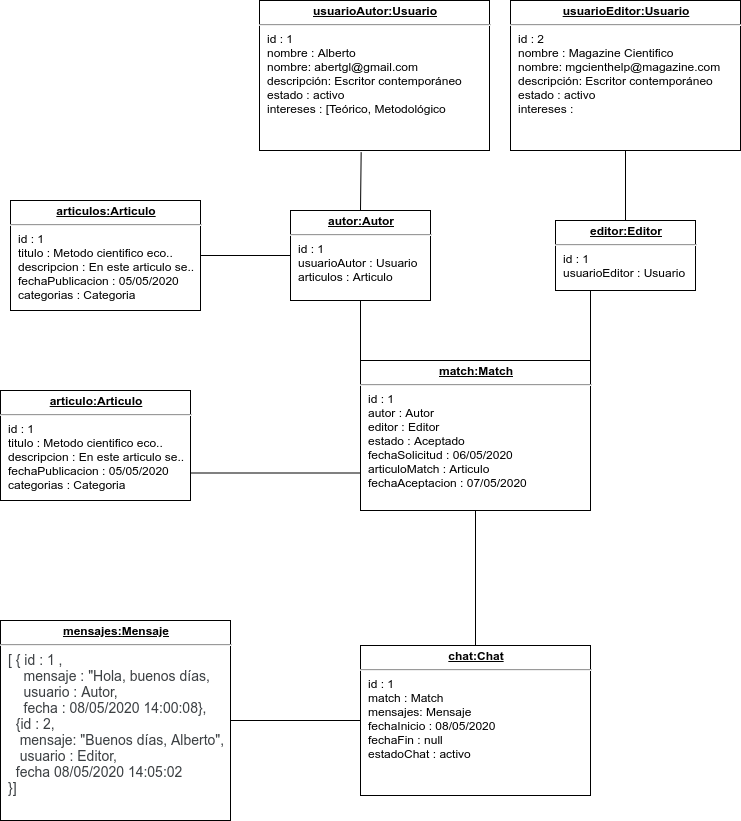 usuarioAutor:Usuario
id : 1
nombre : Alberto
nombre: abertgl@gmail.com
descripción: Escritor contemporáneo
estado : activo
intereses : [Teórico, Metodológico
usuarioEditor:Usuario
id : 2
nombre : Magazine Cientifico
nombre: mgcienthelp@magazine.com
descripción: Escritor contemporáneo
estado : activo
intereses :
articulos:Articulo
id : 1
titulo : Metodo cientifico eco..
descripcion : En este articulo se..
fechaPublicacion : 05/05/2020
categorias : Categoria
autor:Autor
id : 1
usuarioAutor : Usuario
articulos : Articulo
editor:Editor
id : 1
usuarioEditor : Usuario
match:Match
id : 1
autor : Autor
editor : Editor
estado : Aceptado
fechaSolicitud : 06/05/2020
articuloMatch : Articulo
fechaAceptacion : 07/05/2020
articulo:Articulo
id : 1
titulo : Metodo cientifico eco..
descripcion : En este articulo se..
fechaPublicacion : 05/05/2020
categorias : Categoria
mensajes:Mensaje
[ { id : 1 ,
mensaje : "Hola, buenos días,
usuario : Autor,
fecha : 08/05/2020 14:00:08},
{id : 2,
mensaje: "Buenos días, Alberto",
usuario : Editor,
fecha 08/05/2020 14:05:02
}]
chat:Chat
id : 1
match : Match
mensajes: Mensaje
fechaInicio : 08/05/2020
fechaFin : null
estadoChat : activo